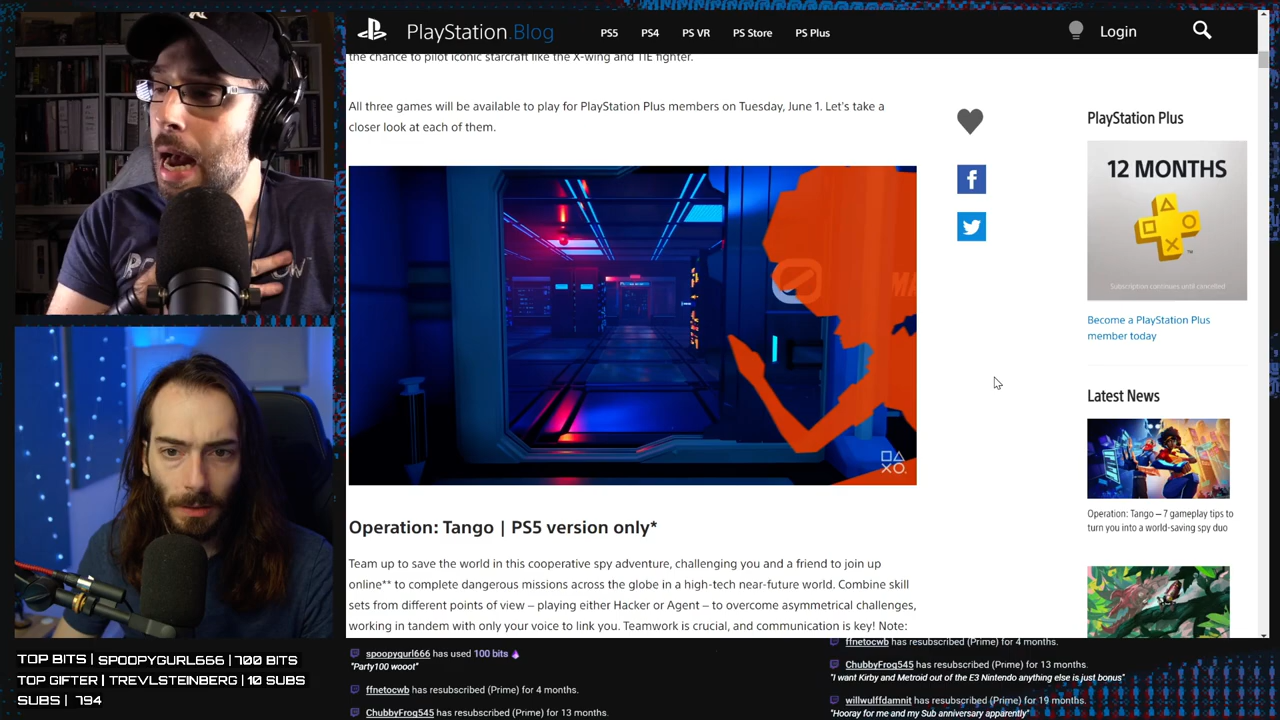 PlayStation.Blog
PS5 PS4 PS VR PS Store PS Plus
Login
the chance to pilot iconic starcraft like the X-wing and TIE fighter.
All three games will be available to play for PlayStation Plus members on Tuesday, June 1. Let's take a
closer look at each of them.
Operation: Tango | PS5 version only*
Team up to save the world in this cooperative spy adventure, challenging you and a friend to join up
online** to complete dangerous missions across the globe in a high-tech near-future world. Combine skill
sets from different points of view – playing either Hacker or Agent – to overcome asymmetrical challenges,
working in tandem with only your voice to link you. Teamwork is crucial, and communication is key! Note:
PlayStation Plus
12 MONTHS
Subscription continues until cancelled
Become a PlayStation Plus
member today
Latest News
Operation: Tango – 7 gameplay tips to
turn you into a world-saving spy duo
TOP BITS | SPOOPYGURL666 | 700 BITS
TOP GIFTER | TREVLSTEINBERG | 10 SUBS
SUBS | 794
spoopygurl666 has used 100 bits
"Party100 wooot"
ffnetocwb has resubscribed (Prime) for 4 months.
ChubbyFrog545 has resubscribed (Prime) for 13 months.
ffnetocwb has resubscribed (Prime) for 4 months.
ChubbyFrog545 has resubscribed (Prime) for 13 months.
"I want Kirby and Metroid out of the E3 Nintendo anything else is just bonus"
willwulffdamnit has resubscribed (Prime) for 19 months.
"Hooray for me and my Sub anniversary apparently"